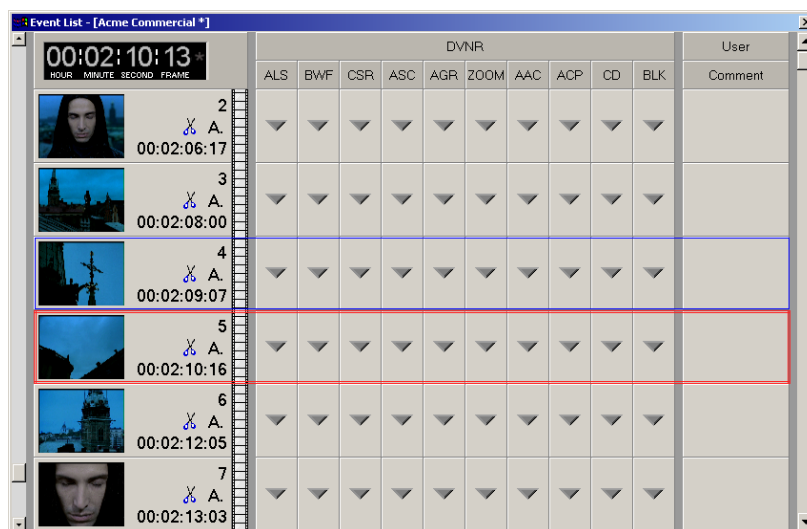 Event List - [Acme Commercial *]
00:02:10:13*
HOUR MINUTE SECOND FRAME
DVNR User
ALS BWF CSR ASC AGR ZOOM AAC ACP CD BLK Comment
2
A.
00:02:06:17
3
A.
00:02:08:00
4
A.
00:02:09:07
5
A.
00:02:10:16
6
A.
00:02:12:05
7
A.
00:02:13:03